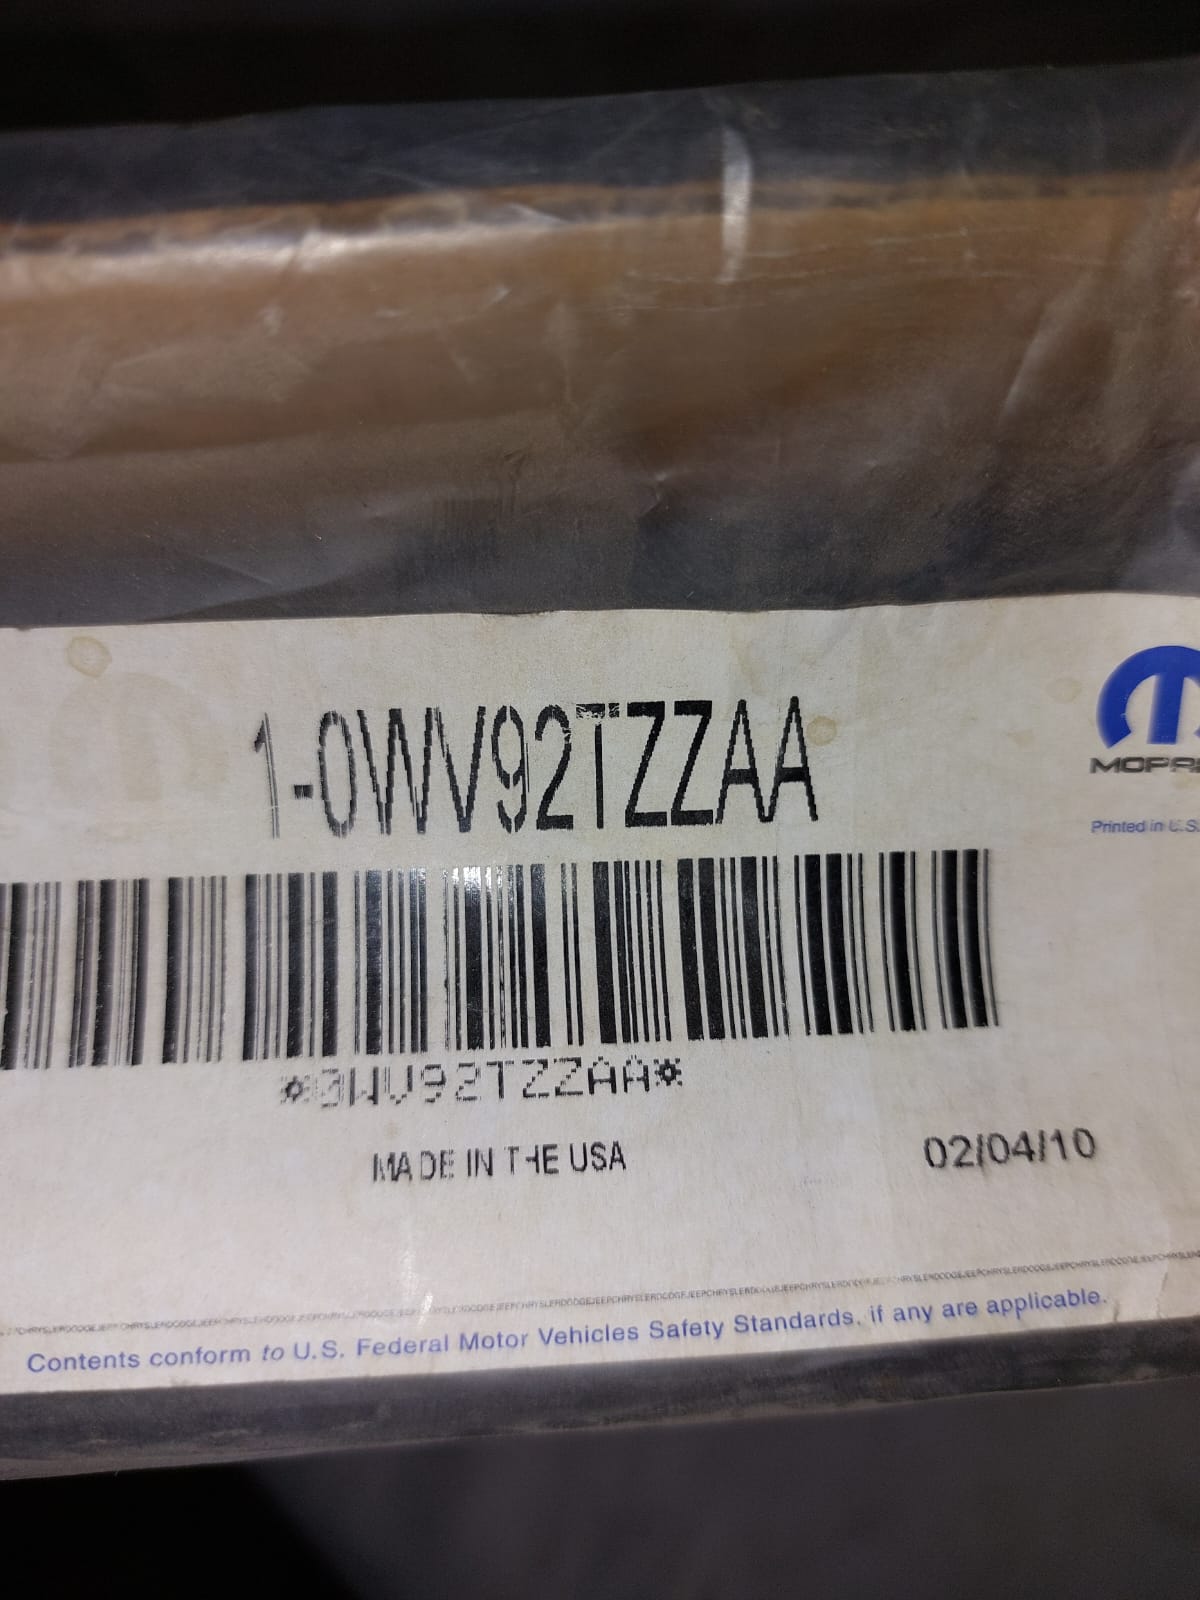 1-0WV92TZZAA
MOPAR
Printed in U.S.
*0WV92TZZAA*
MADE IN THE USA
02/04/10
Contents conform to U.S. Federal Motor Vehicles Safety Standards, if any are applicable.